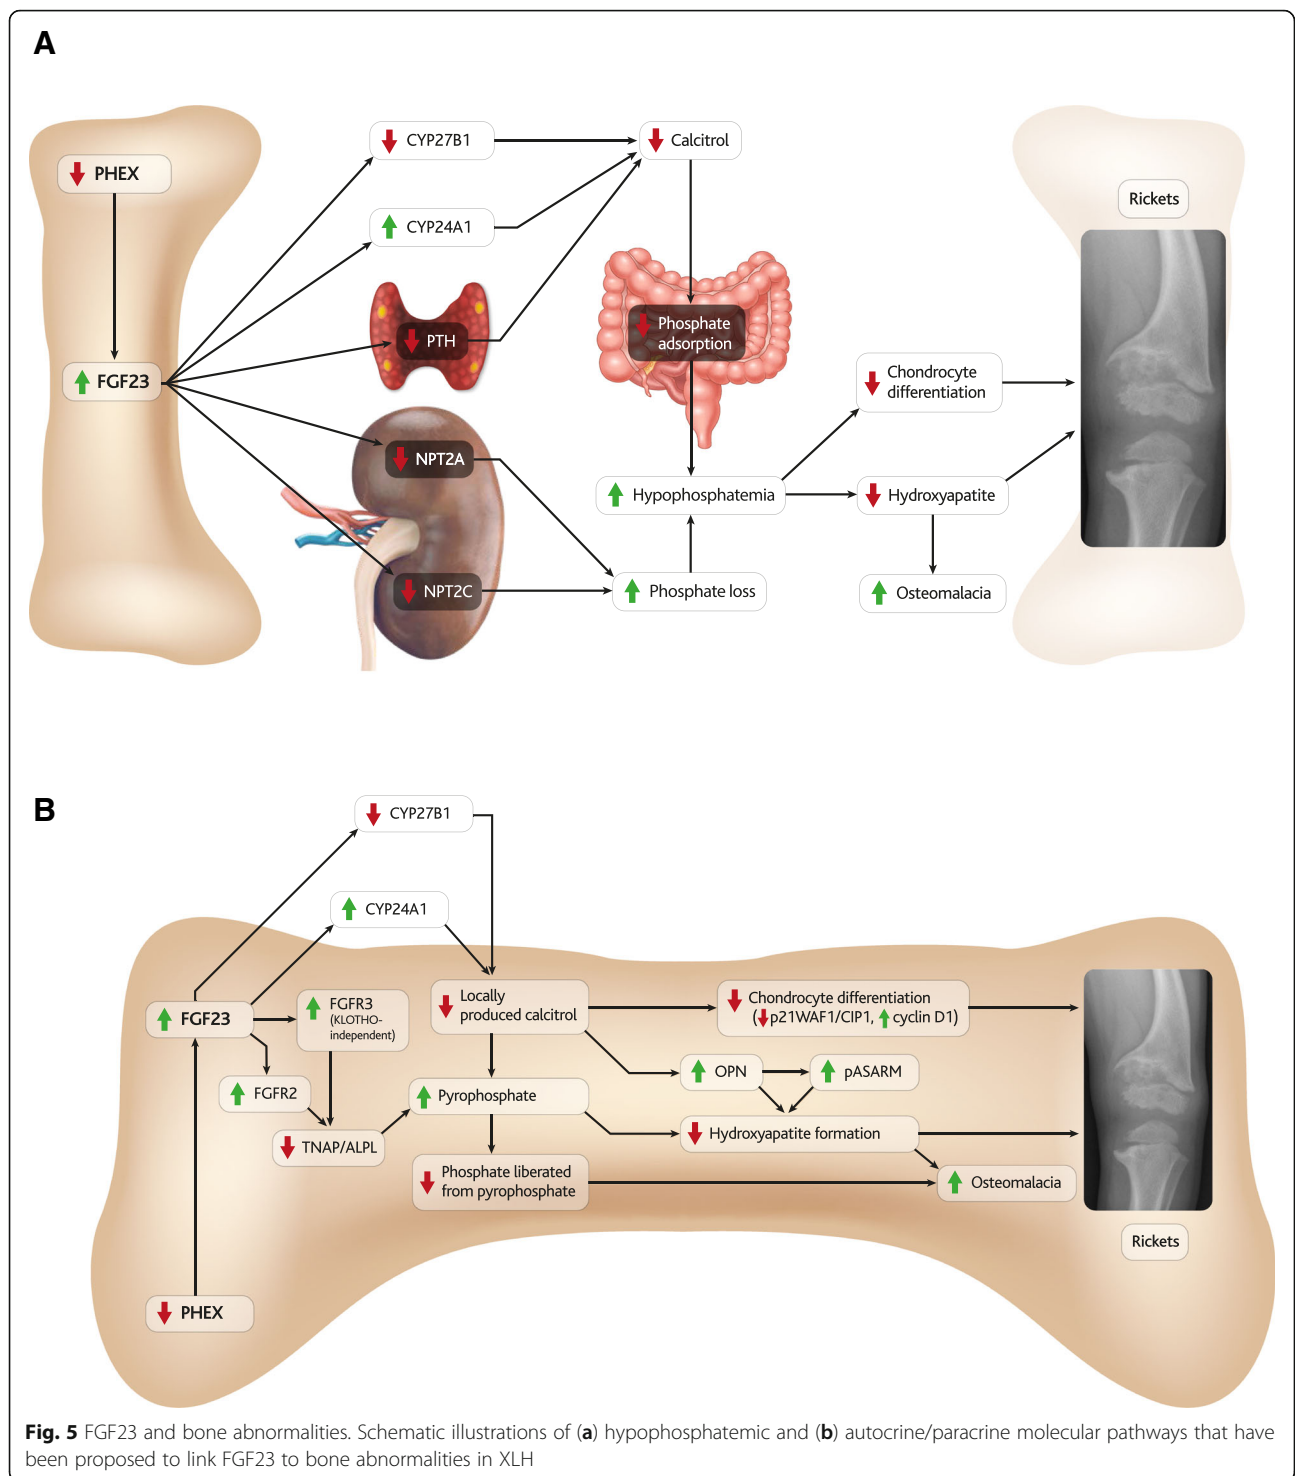 A
PHEX
FGF23
CYP27B1
CYP24A1
PTH
NPT2A
NPT2C
Calcitrol
Phosphate
adsorption
Hypophosphatemia
Phosphate loss
Chondrocyte
differentiation
Hydroxyapatite
Osteomalacia
Rickets
B
CYP27B1
CYP24A1
FGF23
FGFR3
(KLOTHO-
independent)
FGFR2
TNAP/ALPL
PHEX
Locally
produced calcitrol
Pyrophosphate
Phosphate liberated
from pyrophosphate
Chondrocyte differentiation
(p21WAF1/CIP1, cyclin D1)
OPN
pASARM
Hydroxyapatite formation
Osteomalacia
Rickets
Fig. 5 FGF23 and bone abnormalities. Schematic illustrations of (a) hypophosphatemic and (b) autocrine/paracrine molecular pathways that have
been proposed to link FGF23 to bone abnormalities in XLH